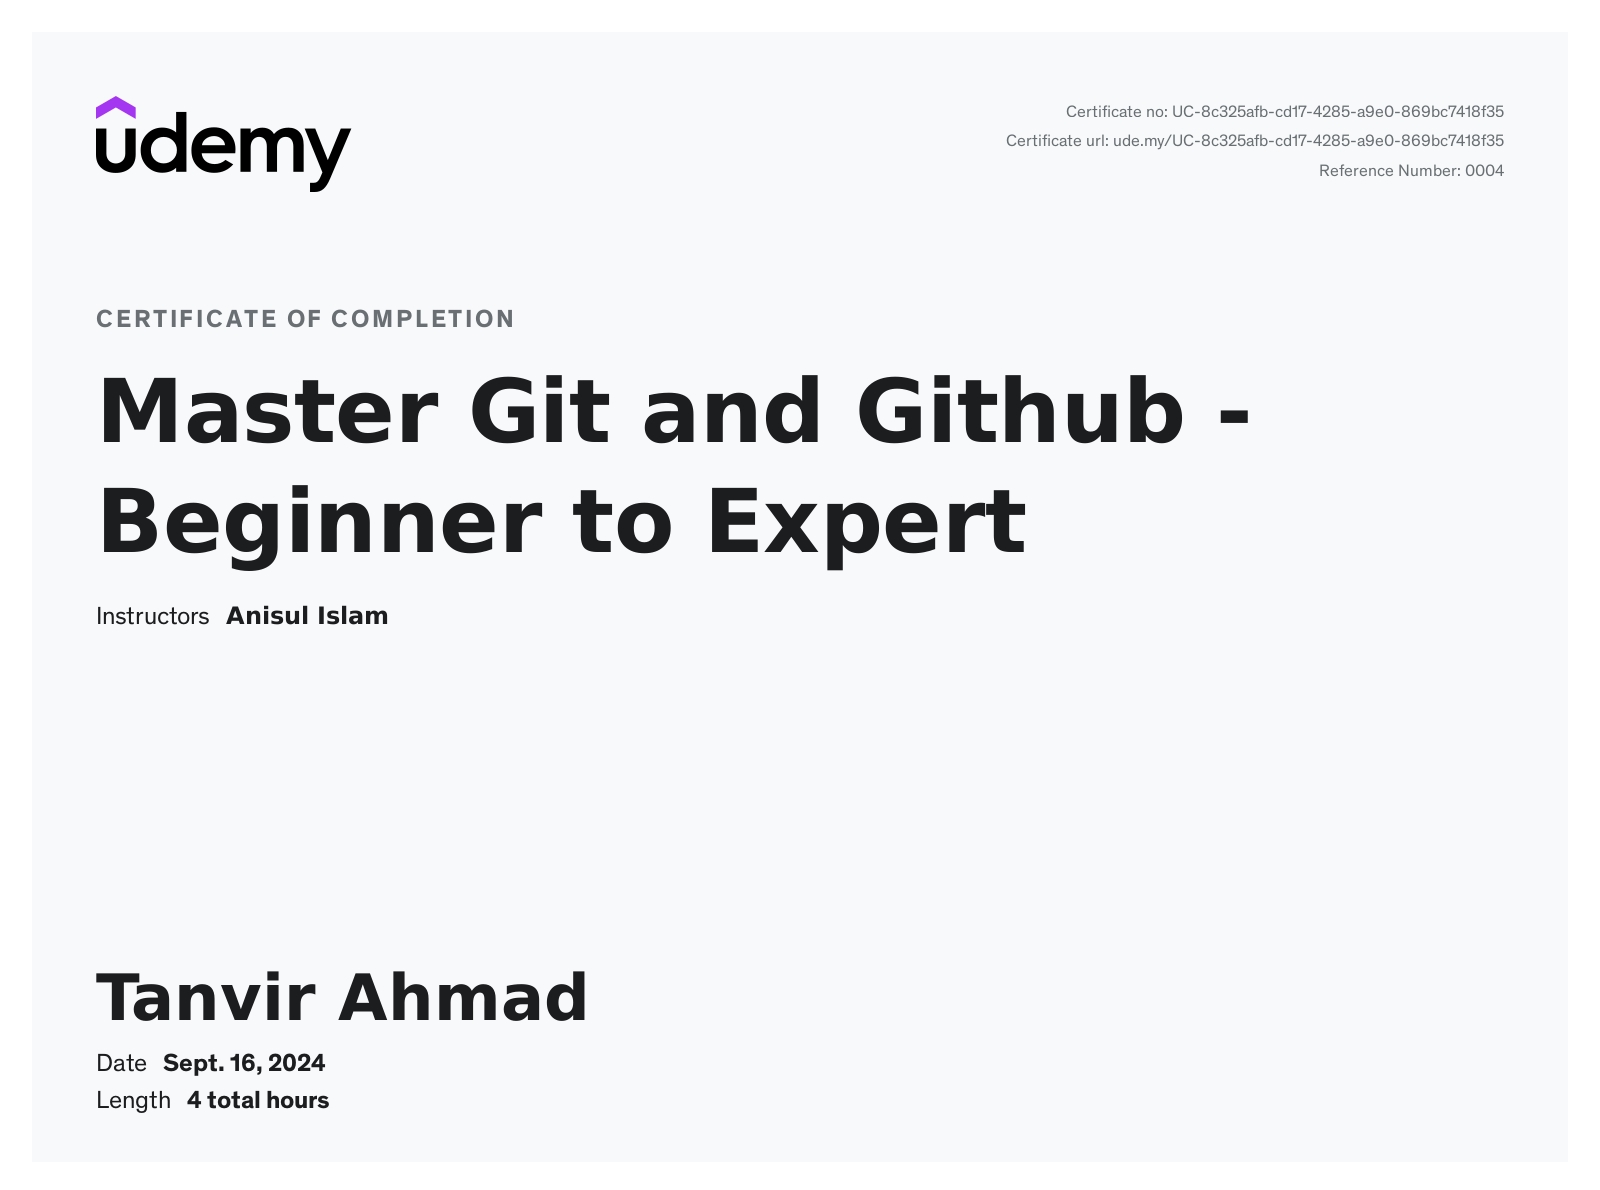 udemy
Certificate no: UC-8c325afb-cd17-4285-a9e0-869bc7418f35
Certificate url: ude.my/UC-8c325afb-cd17-4285-a9e0-869bc7418f35
Reference Number: 0004
CERTIFICATE OF COMPLETION
Master Git and Github -
Beginner to Expert
Instructors Anisul Islam
Tanvir Ahmad
Date Sept. 16, 2024
Length 4 total hours